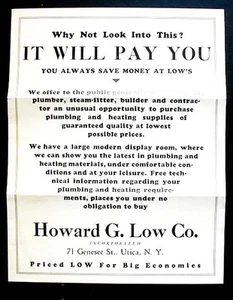 Why Not Look Into This?
IT WILL PAY YOU
YOU ALWAYS SAVE MONEY AT LOW'S
We offer to the public
plumber, steam-fitter, builder and contrac-
tor an unusual opportunity to purchase
plumbing and heating supplies of
guaranteed quality at lowest
possible prices.
We have a large modern display room, where
we can show you the latest in plumbing and
heating materials, under comfortable con-
ditions and at your leisure. Free tech-
nical information regarding your
plumbing and heating require-
ments, places you under no
obligation to buy
Howard G. Low Co.
INCORPORATED
71 Genesee St., Utica, N. Y.
Priced LOW For Big Economies